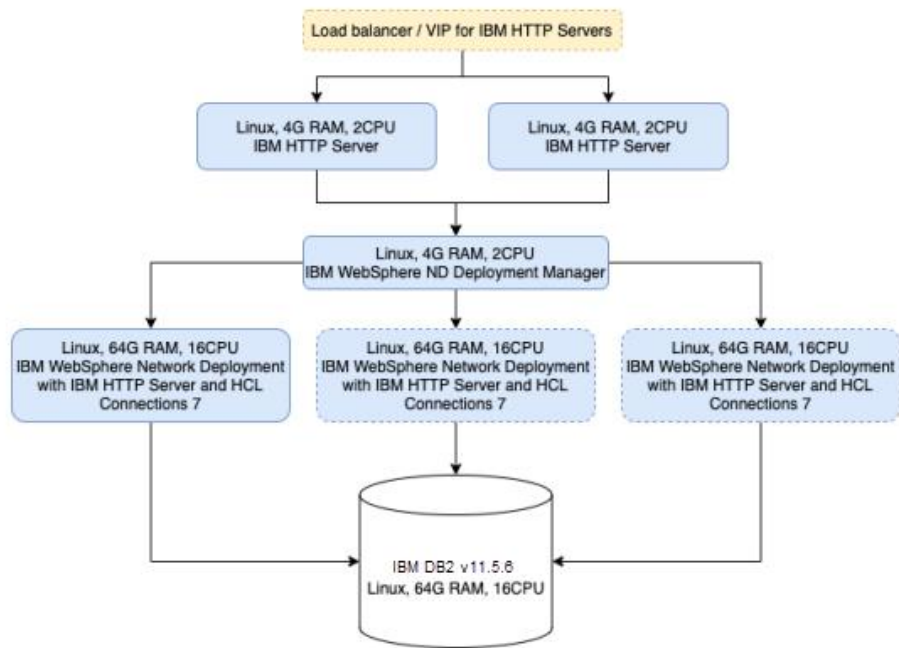 Load balancer / VIP for IBM HTTP Servers
Linux, 4G RAM, 2CPU
IBM HTTP Server
Linux, 4G RAM, 2CPU
IBM HTTP Server
Linux, 4G RAM, 2CPU
IBM WebSphere ND Deployment Manager
Linux, 64G RAM, 16CPU
IBM WebSphere Network Deployment
with IBM HTTP Server and HCL
Connections 7
Linux, 64G RAM, 16CPU
IBM WebSphere Network Deployment
with IBM HTTP Server and HCL
Connections 7
Linux, 64G RAM, 16CPU
IBM WebSphere Network Deployment
with IBM HTTP Server and HCL
Connections 7
IBM DB2 v11.5.6
Linux, 64G RAM, 16CPU